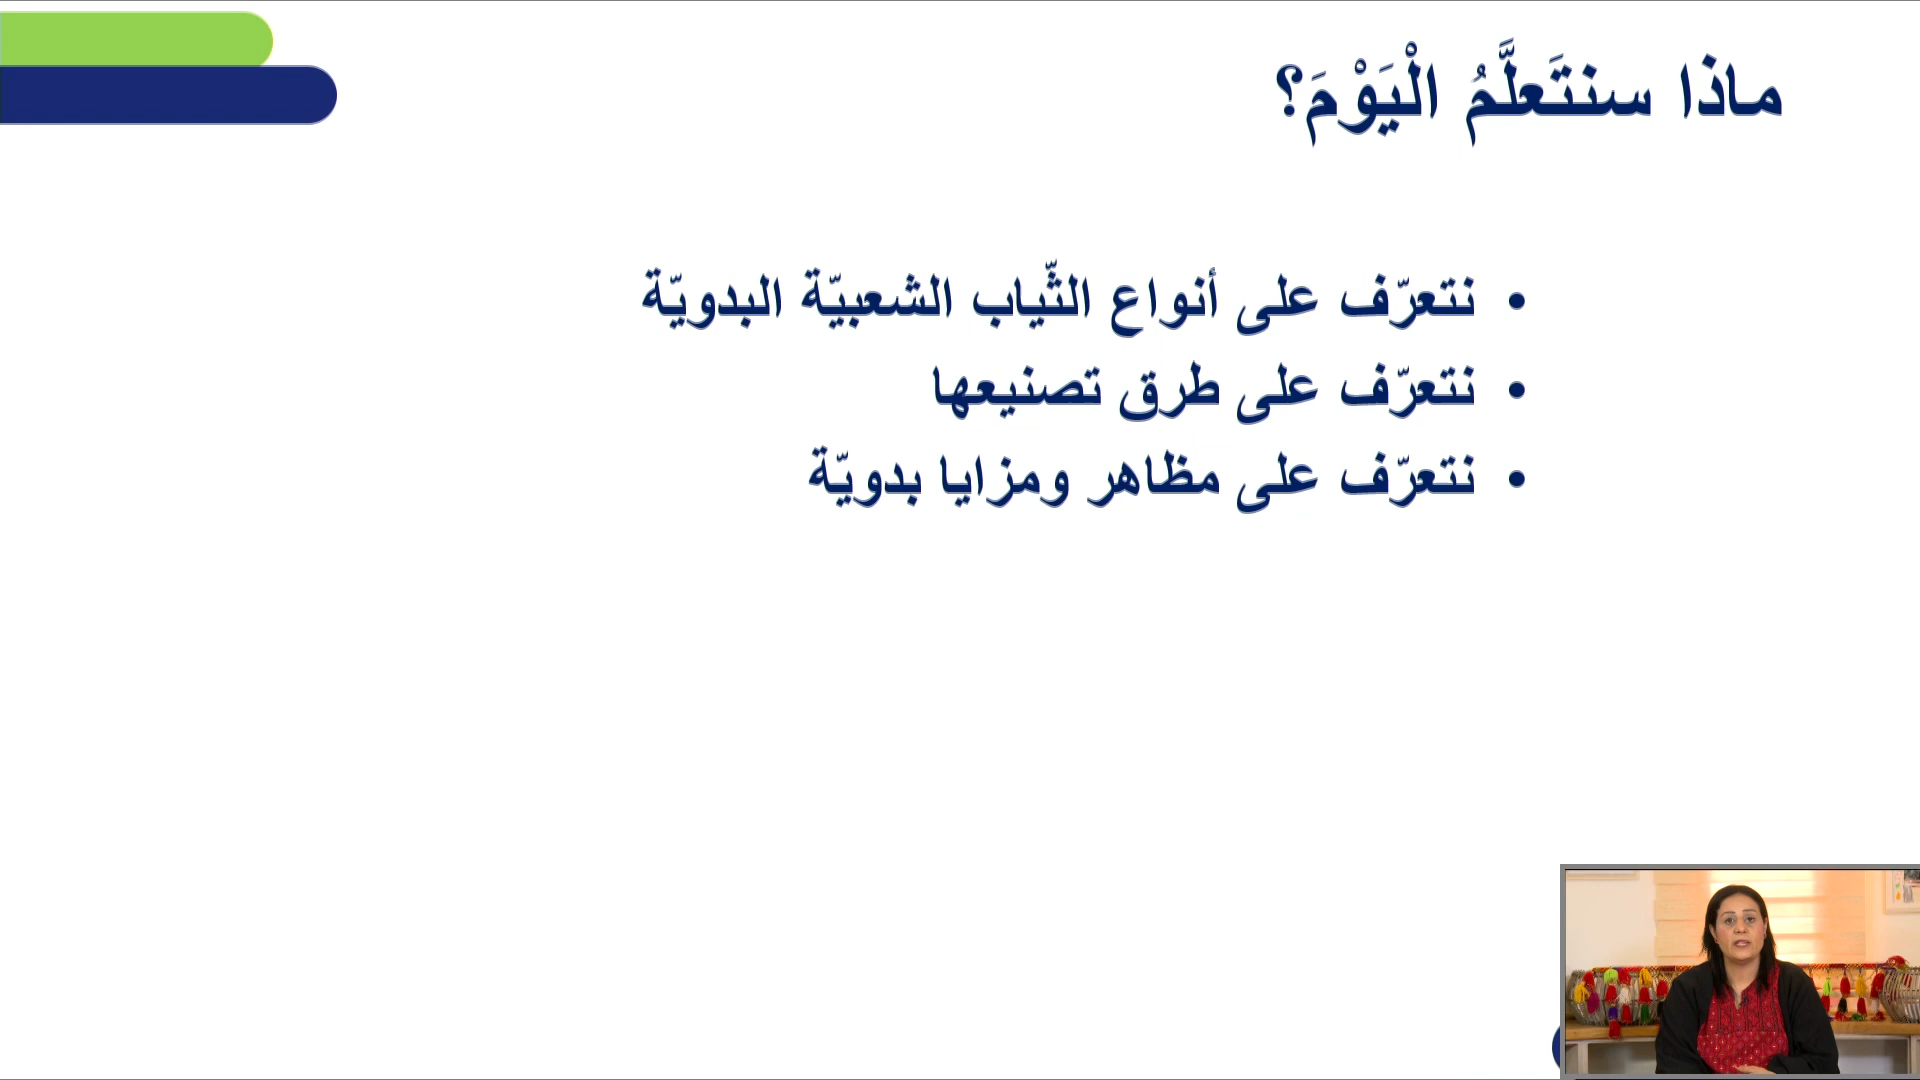 ماذا سنتَعلَّمُ الْيَوْمَ؟
• نتعرّف على أنواع الثّياب الشعبيّة البدويّة
• نتعرّف على طرق تصنيعها
• نتعرّف على مظاهر ومزايا بدويّة